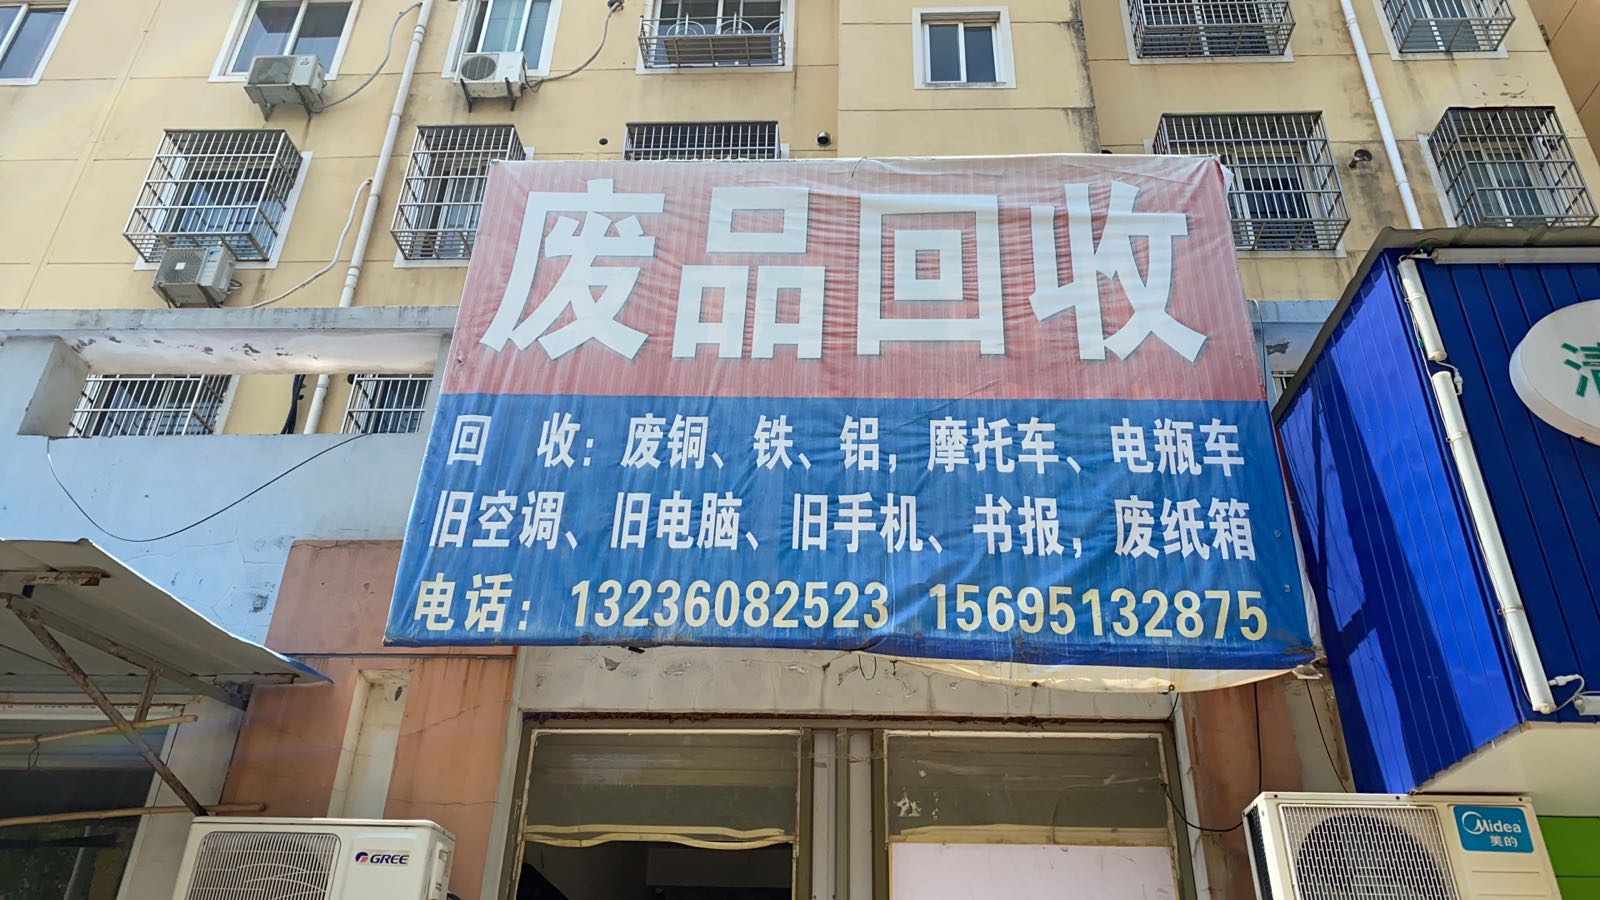 废品回收
回 收：废铜、铁、铝，摩托车、电瓶车
旧空调、旧电脑、旧手机、书报，废纸箱
电话：13236082523 15695132875
GREE
Midea
美的